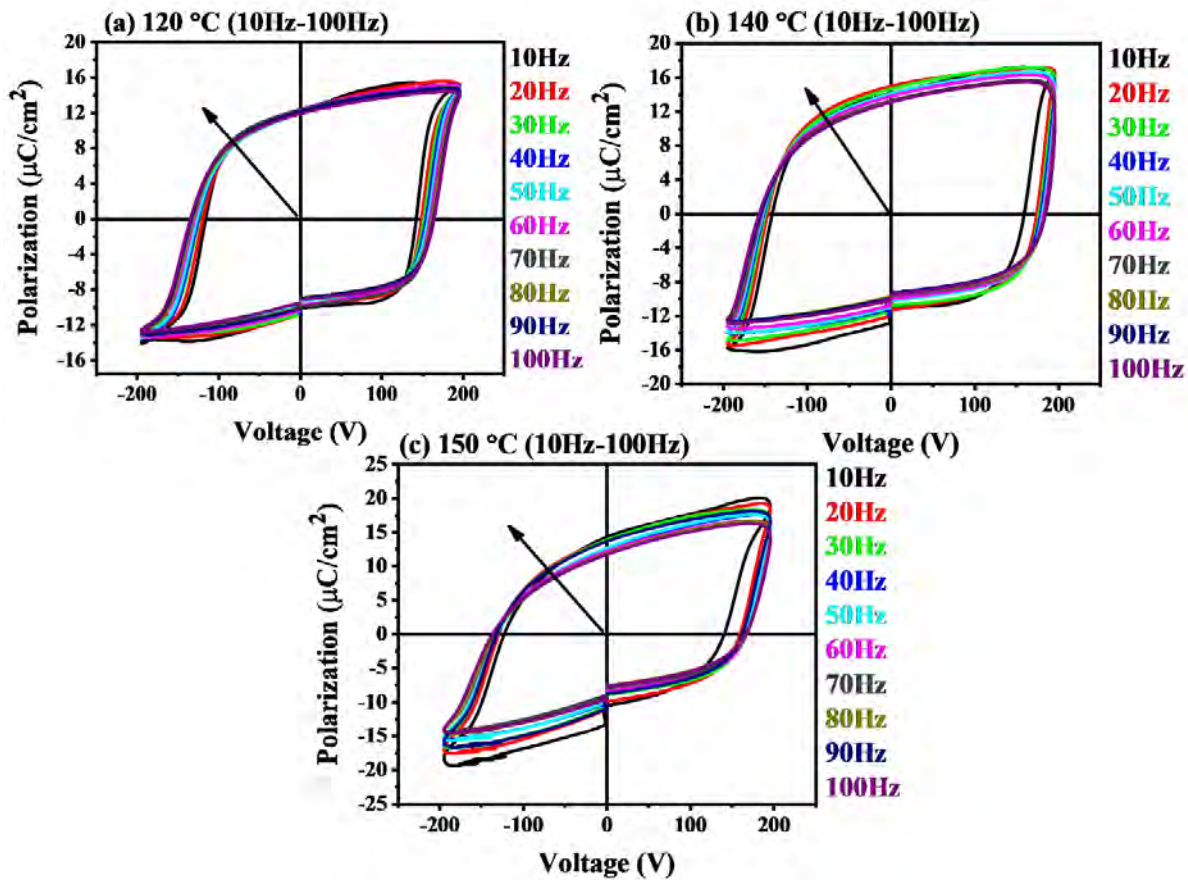 (a) 120 °C (10Hz-100Hz)
20
16
12
8
4
0
-4
-8
-12
-16
-200 -100 0 100 200
Polarization (μC/cm²)
Voltage (V)
10Hz
20Hz
30Hz
40Hz
50Hz
60Hz
70Hz
80Hz
90Hz
100Hz
(b) 140 °C (10Hz-100Hz)
20
16
12
8
4
0
-4
-8
-12
-16
-20
-200 -100 0 100 200
Polarization (μC/cm²)
Voltage (V)
10Hz
20Hz
30Hz
40Hz
50Hz
60Hz
70Hz
80Hz
90Hz
100Hz
(c) 150 °C (10Hz-100Hz)
25
20
15
10
5
0
-5
-10
-15
-20
-25
-200 -100 0 100 200
Polarization (μC/cm²)
Voltage (V)
10Hz
20Hz
30Hz
40Hz
50Hz
60Hz
70Hz
80Hz
90Hz
100Hz